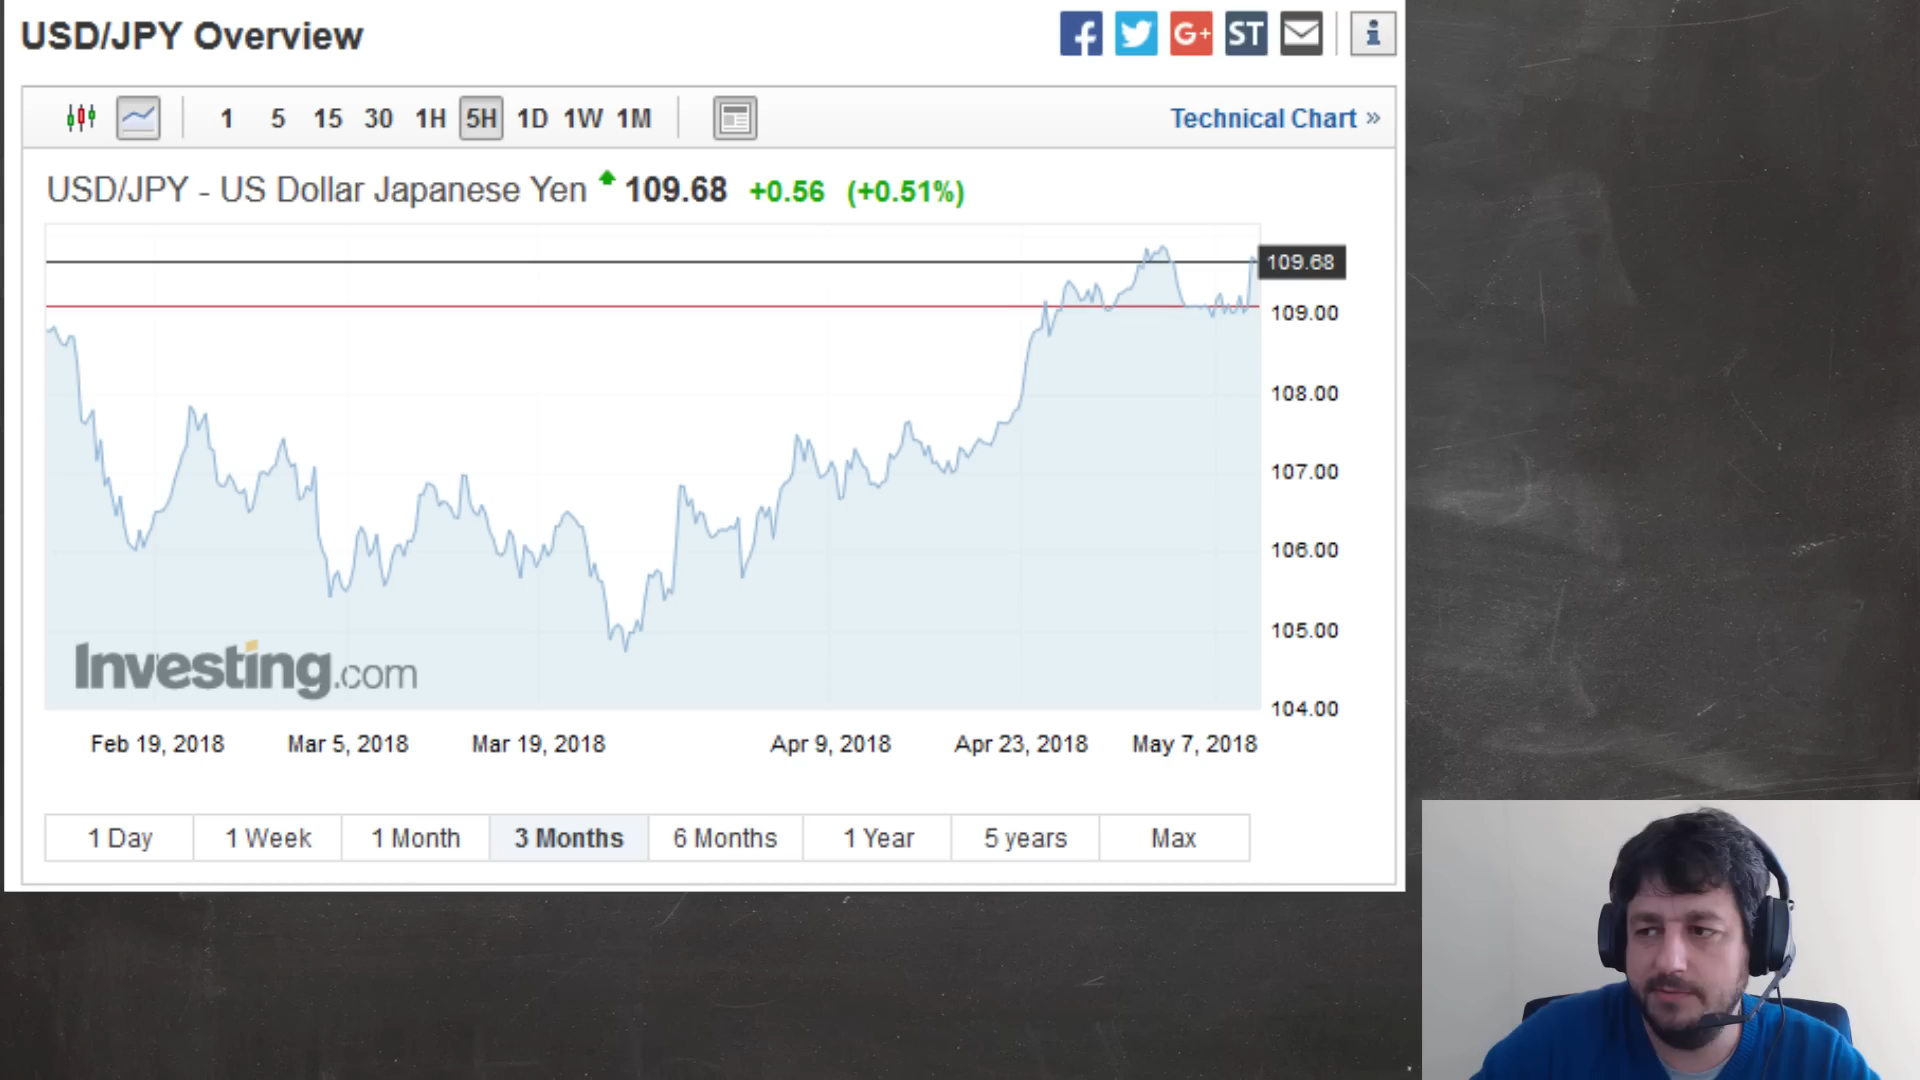 USD/JPY Overview
G+ ST
1 5 15 30 1H 5H 1D 1W 1M
Technical Chart »
USD/JPY - US Dollar Japanese Yen 109.68 +0.56 (+0.51%)
109.68
109.00
108.00
107.00
106.00
105.00
Investing.com
104.00
Feb 19, 2018 Mar 5, 2018 Mar 19, 2018 Apr 9, 2018 Apr 23, 2018 May 7, 2018
1 Day 1 Week 1 Month 3 Months 6 Months 1 Year 5 years Max